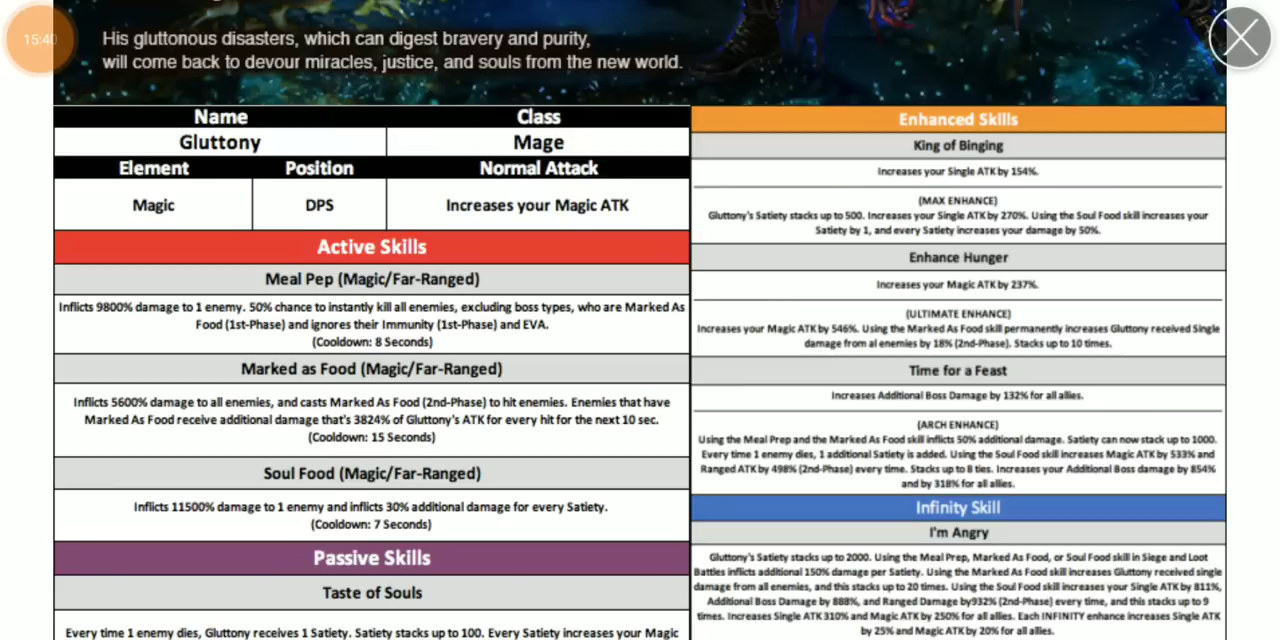 15:40
His gluttonous disasters, which can digest bravery and purity,
will come back to devour miracles, justice, and souls from the new world.
Name Class
Gluttony Mage
Element Position Normal Attack
Magic DPS Increases your Magic ATK
Active Skills
Meal Pep (Magic/Far-Ranged)
Inflicts 9800% damage to 1 enemy. 50% chance to instantly kill all enemies, excluding boss types, who are Marked As
Food (1st-Phase) and ignores their Immunity (1st-Phase) and EVA.
(Cooldown: 8 Seconds)
Marked as Food (Magic/Far-Ranged)
Inflicts 5600% damage to all enemies, and casts Marked As Food (2nd-Phase) to hit enemies. Enemies that have
Marked As Food receive additional damage that's 3824% of Gluttony's ATK for every hit for the next 10 sec.
(Cooldown: 15 Seconds)
Soul Food (Magic/Far-Ranged)
Inflicts 11500% damage to 1 enemy and inflicts 30% additional damage for every Satiety.
(Cooldown: 7 Seconds)
Passive Skills
Taste of Souls
Every time 1 enemy dies, Gluttony receives 1 Satiety. Satiety stacks up to 100. Every Satiety increases your Magic
Enhanced Skills
King of Binging
Increases your Single ATK by 154%.
(MAX ENHANCE)
Gluttony's Satiety stacks up to 500. Increases your Single ATK by 270%. Using the Soul Food skill increases your
Satiety by 1, and every Satiety increases your damage by 50%.
Enhance Hunger
Increases your Magic ATK by 237%.
(ULTIMATE ENHANCE)
Increases your Magic ATK by 546%. Using the Marked As Food skill permanently increases Gluttony received Single
damage from al enemies by 18% (2nd-Phase). Stacks up to 10 times.
Time for a Feast
Increases Additional Boss Damage by 132% for all allies.
(ARCH ENHANCE)
Using the Meal Prep and the Marked As Food skill inflicts 50% additional damage. Satiety can now stack up to 1000.
Every time 1 enemy dies, 1 additional Satiety is added. Using the Soul Food skill increases Magic ATK by 533% and
Ranged ATK by 498% (2nd-Phase) every time. Stacks up to 8 ties. Increases your Additional Boss damage by 854%
and by 318% for all allies.
Infinity Skill
I'm Angry
Gluttony's Satiety stacks up to 2000. Using the Meal Prep, Marked As Food, or Soul Food skill in Siege and Loot
Battles inflicts additional 150% damage per Satiety. Using the Marked As Food skill increases Gluttony received single
damage from all enemies, and this stacks up to 20 times. Using the Soul Food skill increases your Single ATK by 811%,
Additional Boss Damage by 888%, and Ranged Damage by932% (2nd-Phase) every time, and this stacks up to 9
times. Increases Single ATK 310% and Magic ATK by 250% for all allies. Each INFINITY enhance increases Single ATK
by 25% and Magic ATK by 20% for all allies.